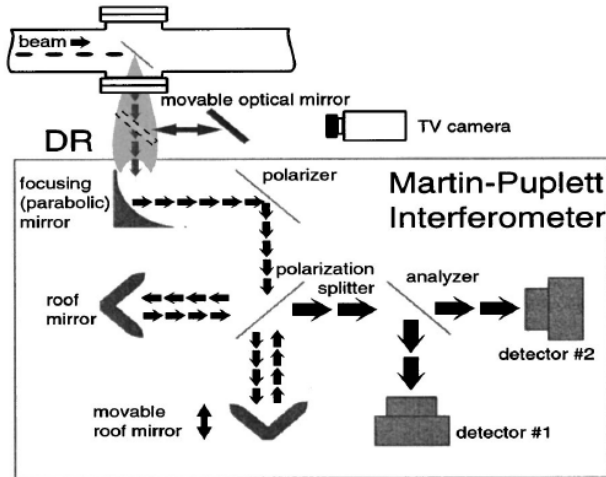 beam
movable optical mirror
TV camera
DR
focusing
(parabolic)
mirror
polarizer
Martin-Puplett
Interferometer
roof
mirror
polarization
splitter
analyzer
detector #2
movable
roof mirror
detector #1